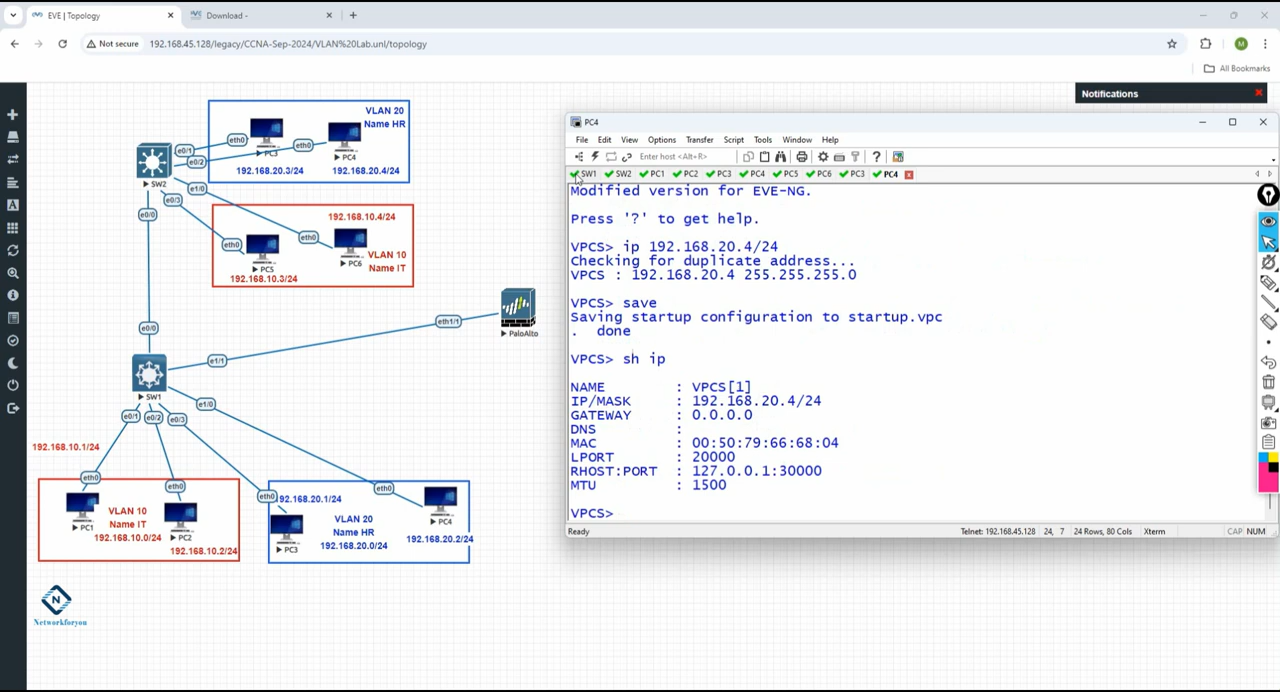 EVE | Topology
Download -
Not secure
192.168.45.128/legacy/CCNA-Sep-2024/VLAN%20Lab.unl/topology
M
All Bookmarks
Notifications
VLAN 20
Name HR
eth0
PC3
eth0
PC4
192.168.20.3/24
192.168.20.4/24
e0/1
e0/2
SW2
e1/0
e0/3
e0/0
192.168.10.4/24
eth0
eth0
PC5
PC6
VLAN 10
Name IT
192.168.10.3/24
eth1/1
PaloAlto
e0/0
e1/1
SW1
e1/0
e0/1
e0/2
e0/3
192.168.10.1/24
eth0
eth0
PC1
VLAN 10
Name IT
192.168.10.0/24
PC2
192.168.10.2/24
eth0
92.168.20.1/24
eth0
PC3
VLAN 20
Name HR
192.168.20.0/24
PC4
192.168.20.2/24
N
Networkforyou
PC4
File Edit View Options Transfer Script Tools Window Help
Enter host <Alt+R>
SW1 SW2 PC1 PC2 PC3 PC4 PC5 PC6 PC3 PC4
Modified version for EVE-NG.
Press '?' to get help.
VPCS> ip 192.168.20.4/24
Checking for duplicate address...
VPCS : 192.168.20.4 255.255.255.0
VPCS> save
Saving startup configuration to startup.vpc
.  done
VPCS> sh ip
NAME        : VPCS[1]
IP/MASK     : 192.168.20.4/24
GATEWAY     : 0.0.0.0
DNS         :
MAC         : 00:50:79:66:68:04
LPORT       : 20000
RHOST:PORT  : 127.0.0.1:30000
MTU         : 1500
VPCS>
Ready
Telnet: 192.168.45.128 24, 7 24 Rows, 80 Cols Xterm CAP NUM